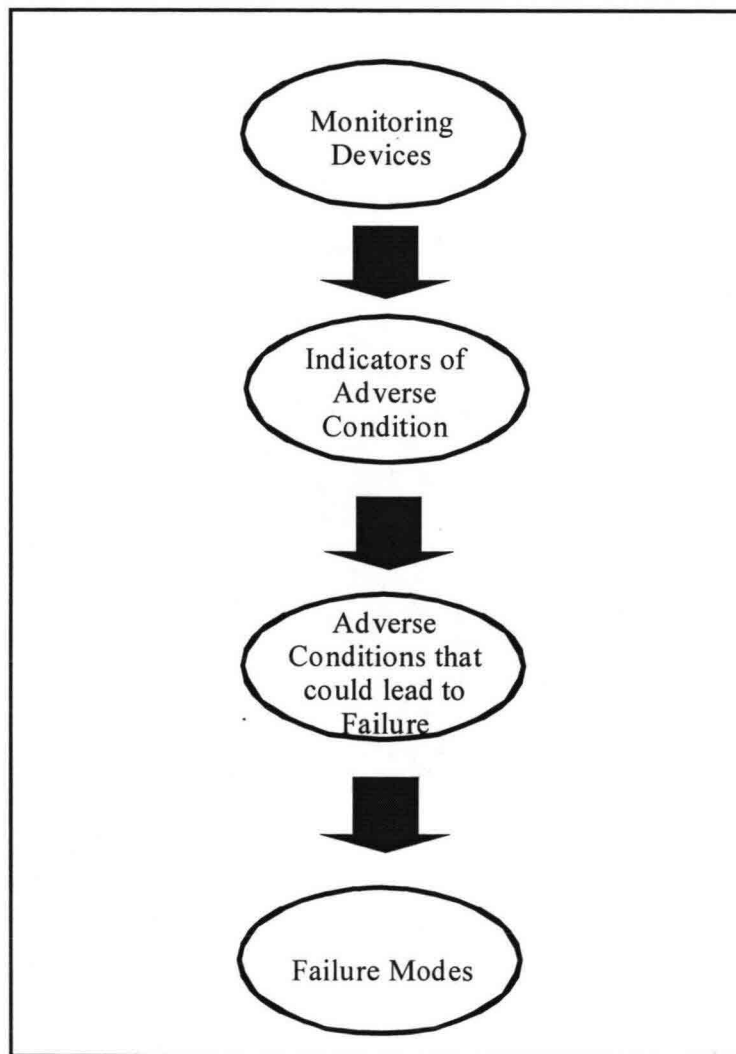 Monitoring
Devices
Indicators of
Adverse
Condition
Adverse
Conditions that
could lead to
Failure
Failure Modes